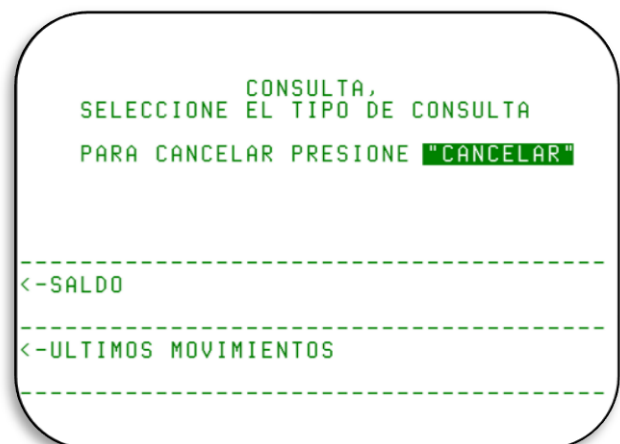 CONSULTA,
SELECCIONE EL TIPO DE CONSULTA
PARA CANCELAR PRESIONE "CANCELAR"
<-SALDO
<-ULTIMOS MOVIMIENTOS